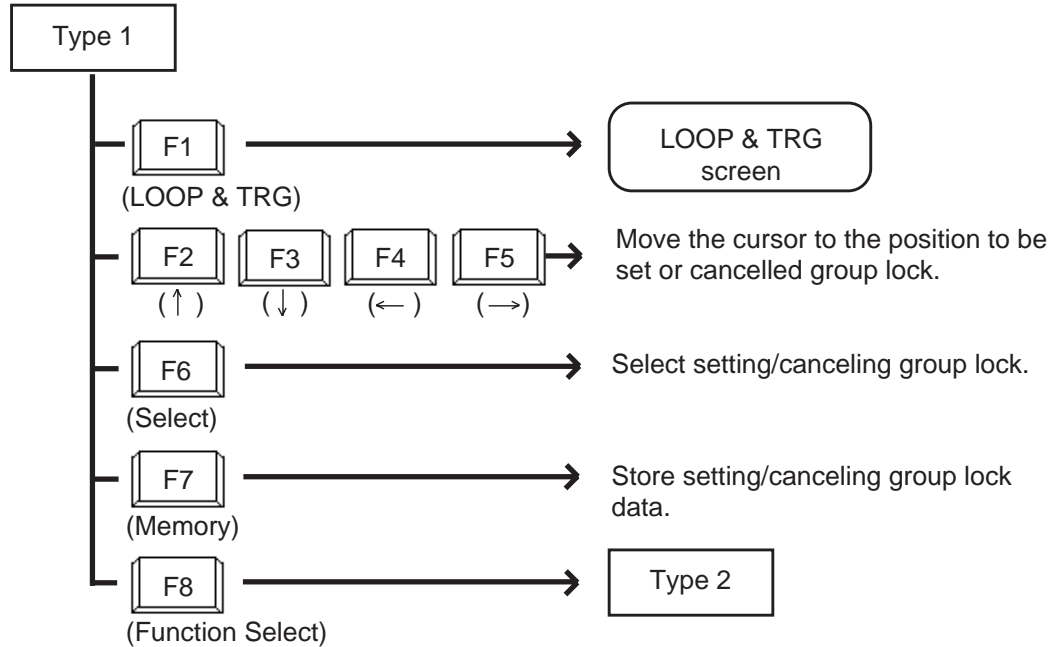 Type 1
F1
(LOOP & TRG)
LOOP & TRG
screen
F2 F3 F4 F5
(↑) (↓) (←) (→)
Move the cursor to the position to be
set or cancelled group lock.
F6
(Select)
Select setting/canceling group lock.
F7
(Memory)
Store setting/canceling group lock
data.
F8
(Function Select)
Type 2